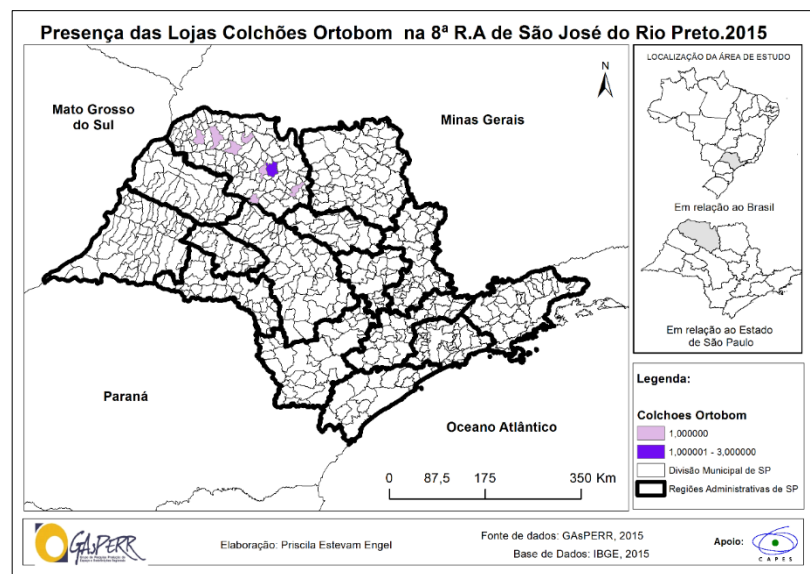 Presença das Lojas Colchões Ortobom na 8ª R.A de São José do Rio Preto.2015
Mato Grosso
do Sul
Minas Gerais
N
Paraná
Oceano Atlântico
0 87,5 175 350 Km
LOCALIZAÇÃO DA ÁREA DE ESTUDO
Em relação ao Brasil
Em relação ao Estado
de São Paulo
Legenda:
Colchoes Ortobom
1,000000
1,000001 - 3,000000
Divisão Municipal de SP
Regiões Administrativas de SP
GAsPERR
Elaboração: Priscila Estevam Engel
Fonte de dados: GAsPERR, 2015
Base de Dados: IBGE, 2015
Apoio:
CAPES